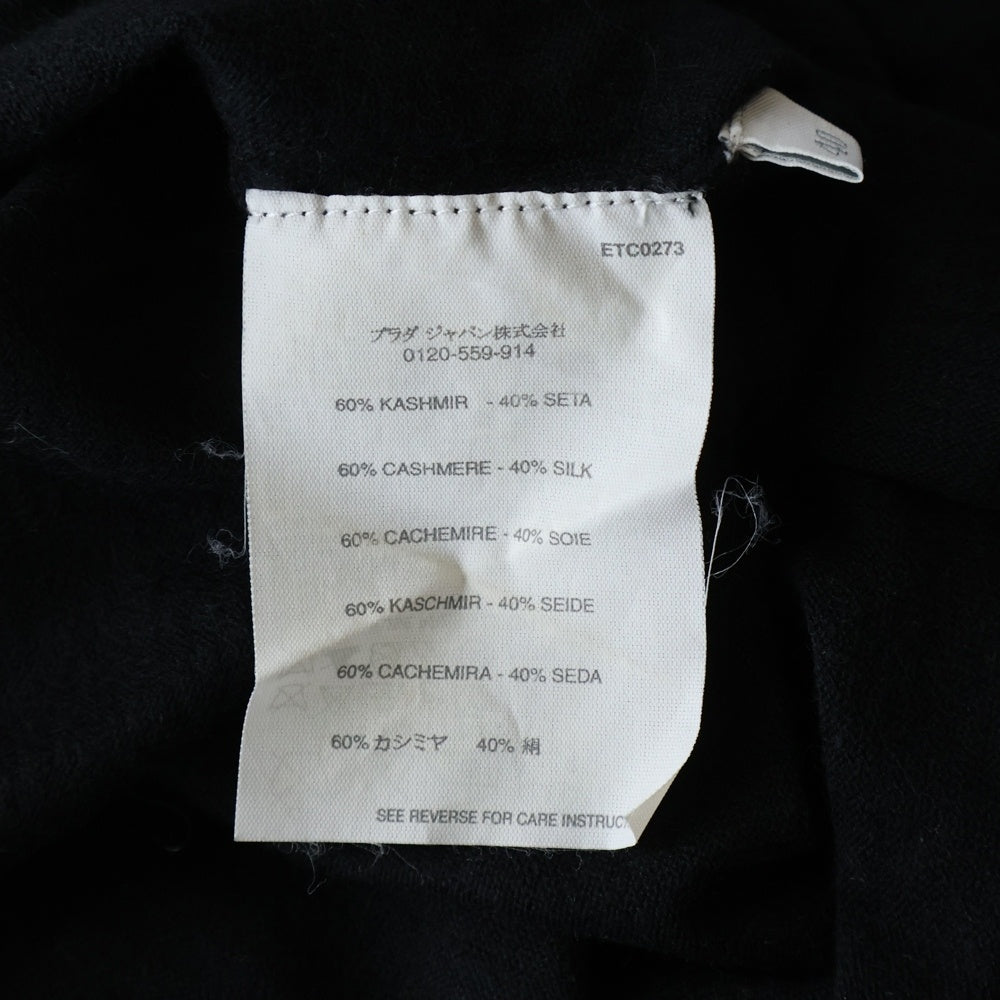 40
ETC0273
プラダ ジャパン株式会社
0120-559-914
60% KASHMIR - 40% SETA
60% CASHMERE - 40% SILK
60% CACHEMIRE - 40% SOIE
60% KASCHMIR - 40% SEIDE
60% CACHEMIRA - 40% SEDA
60% カシミヤ 40% 絹
SEE REVERSE FOR CARE INSTRUC